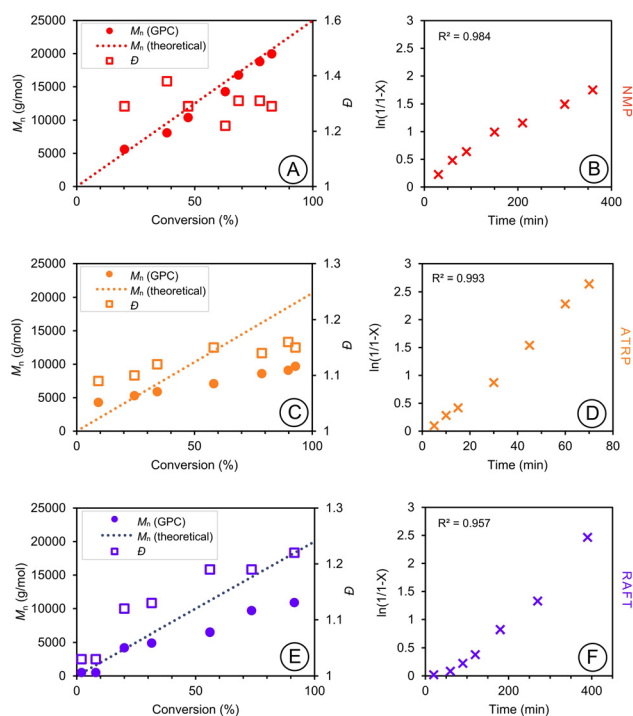 Mn (GPC)
Mn (theoretical)
Đ
25000
20000
15000
10000
5000
0
Mn (g/mol)
1.6
1.4
1.2
1
Đ
0
50
100
Conversion (%)
A
R² = 0.984
3
2.5
2
1.5
1
0.5
0
ln(1/1-X)
0
200
400
Time (min)
B
NMP
Mn (GPC)
Mn (theoretical)
Đ
25000
20000
15000
10000
5000
0
Mn (g/mol)
1.3
1.2
1.1
1
Đ
0
50
100
Conversion (%)
C
R² = 0.993
3
2.5
2
1.5
1
0.5
0
ln(1/1-X)
0
20
40
60
80
Time (min)
D
ATRP
Mn (GPC)
Mn (theoretical)
Đ
25000
20000
15000
10000
5000
0
Mn (g/mol)
1.3
1.2
1.1
1
Đ
0
50
100
Conversion (%)
E
R² = 0.957
3
2.5
2
1.5
1
0.5
0
ln(1/1-X)
0
200
400
Time (min)
F
RAFT